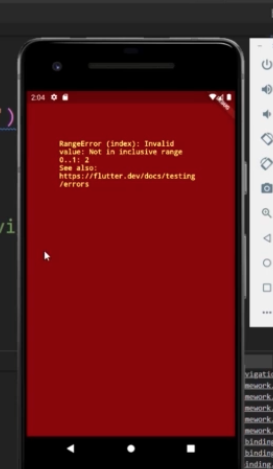 ')
2:04
RangeError (index): Invalid
value: Not in inclusive range
0..1: 2
See also:
https://flutter.dev/docs/testing
/errors
vi
vigatio
mework.
mework.
mework.
mework.
mework.
binding
binding
inding.